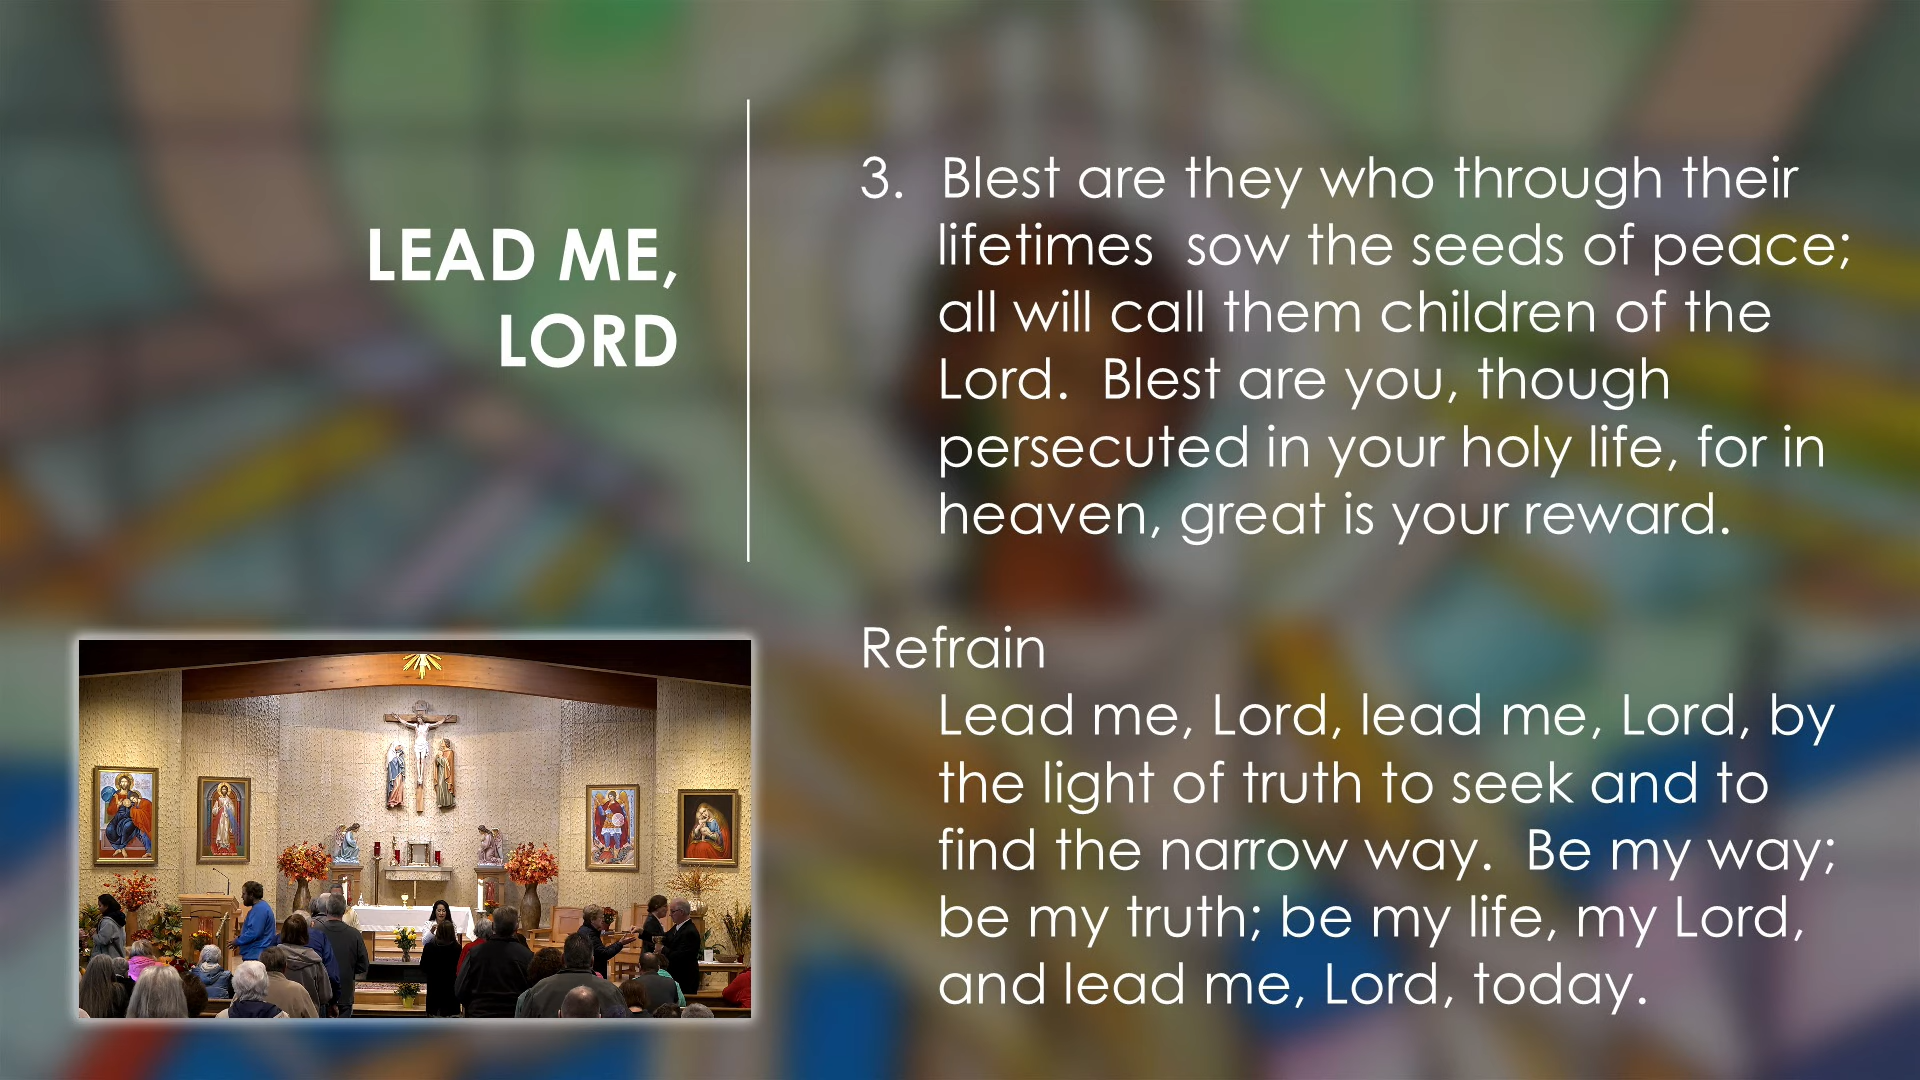 LEAD ME,
LORD
3. Blest are they who through their
lifetimes  sow the seeds of peace;
all will call them children of the
Lord.  Blest are you, though
persecuted in your holy life, for in
heaven, great is your reward.
Refrain
Lead me, Lord, lead me, Lord, by
the light of truth to seek and to
find the narrow way.  Be my way;
be my truth; be my life, my Lord,
and lead me, Lord, today.